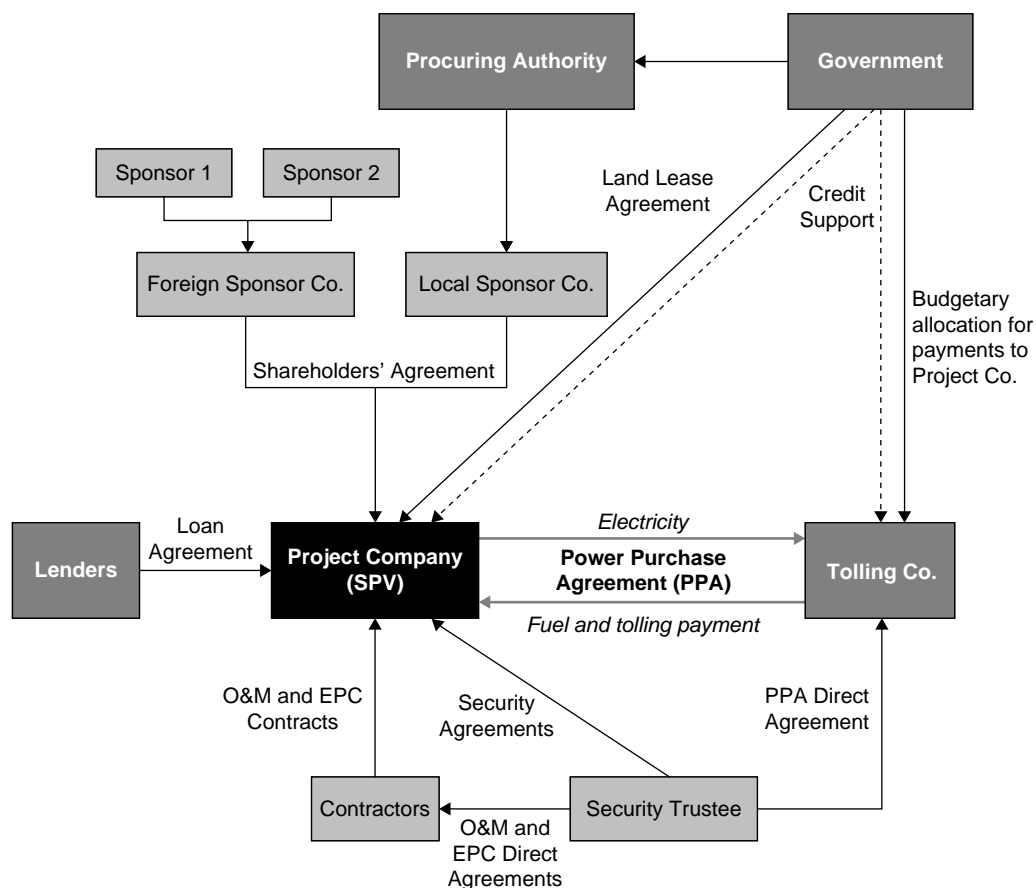 Procuring Authority
Government
Sponsor 1
Sponsor 2
Land Lease
Agreement
Credit
Support
Foreign Sponsor Co.
Local Sponsor Co.
Budgetary
allocation for
payments to
Project Co.
Shareholders’ Agreement
Lenders
Loan
Agreement
Project Company
(SPV)
Electricity
Power Purchase
Agreement (PPA)
Fuel and tolling payment
Tolling Co.
O&M and EPC
Contracts
Security
Agreements
PPA Direct
Agreement
Contractors
Security Trustee
O&M and
EPC Direct
Agreements